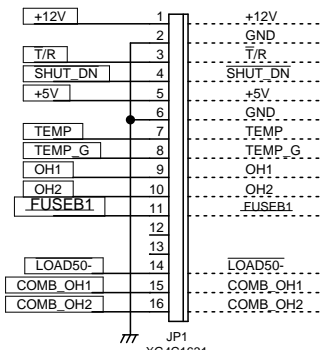 +12V 1 +12V
2 GND
T/R 3 T/R
SHUT_DN 4 SHUT_DN
+5V 5 +5V
6 GND
TEMP 7 TEMP
TEMP_G 8 TEMP_G
OH1 9 OH1
OH2 10 OH2
FUSEB1 11 FUSEB1
12
13
LOAD50- 14 LOAD50-
COMB_OH1 15 COMB_OH1
COMB_OH2 16 COMB_OH2
JP1